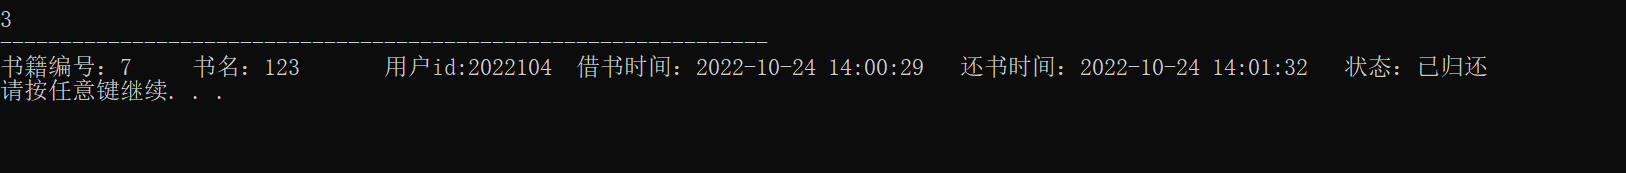 3
----------------------------------------------------------------
书籍编号：7     书名：123       用户id:2022104  借书时间：2022-10-24 14:00:29   还书时间：2022-10-24 14:01:32   状态：已归还
请按任意键继续. . .